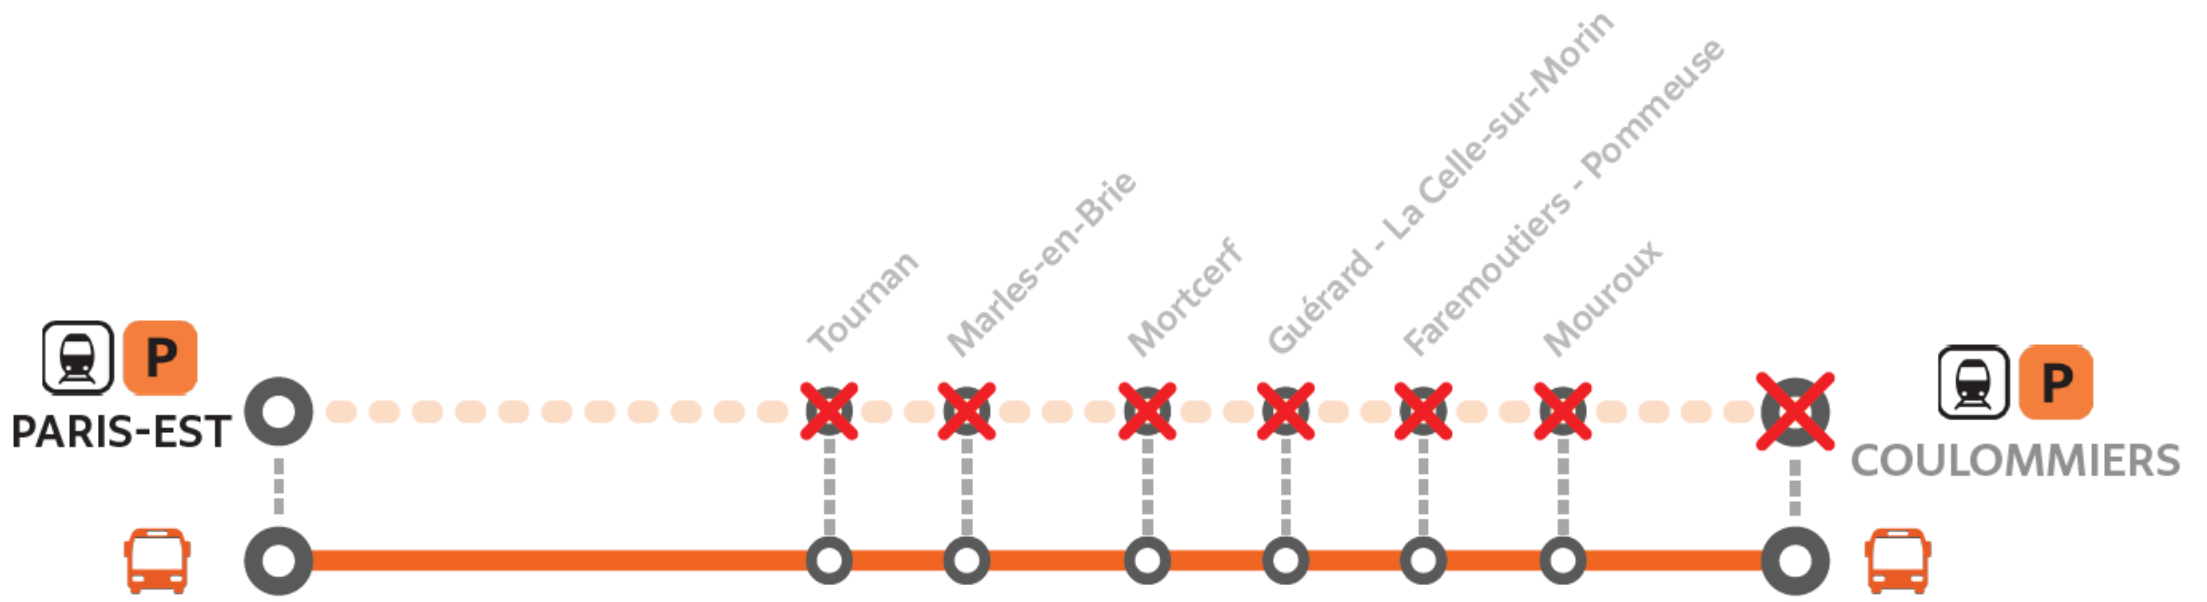 P
PARIS-EST
Tournan
Marles-en-Brie
Mortcerf
Guérard - La Celle-sur-Morin
Faremoutiers - Pommeuse
Mouroux
P
COULOMMIERS